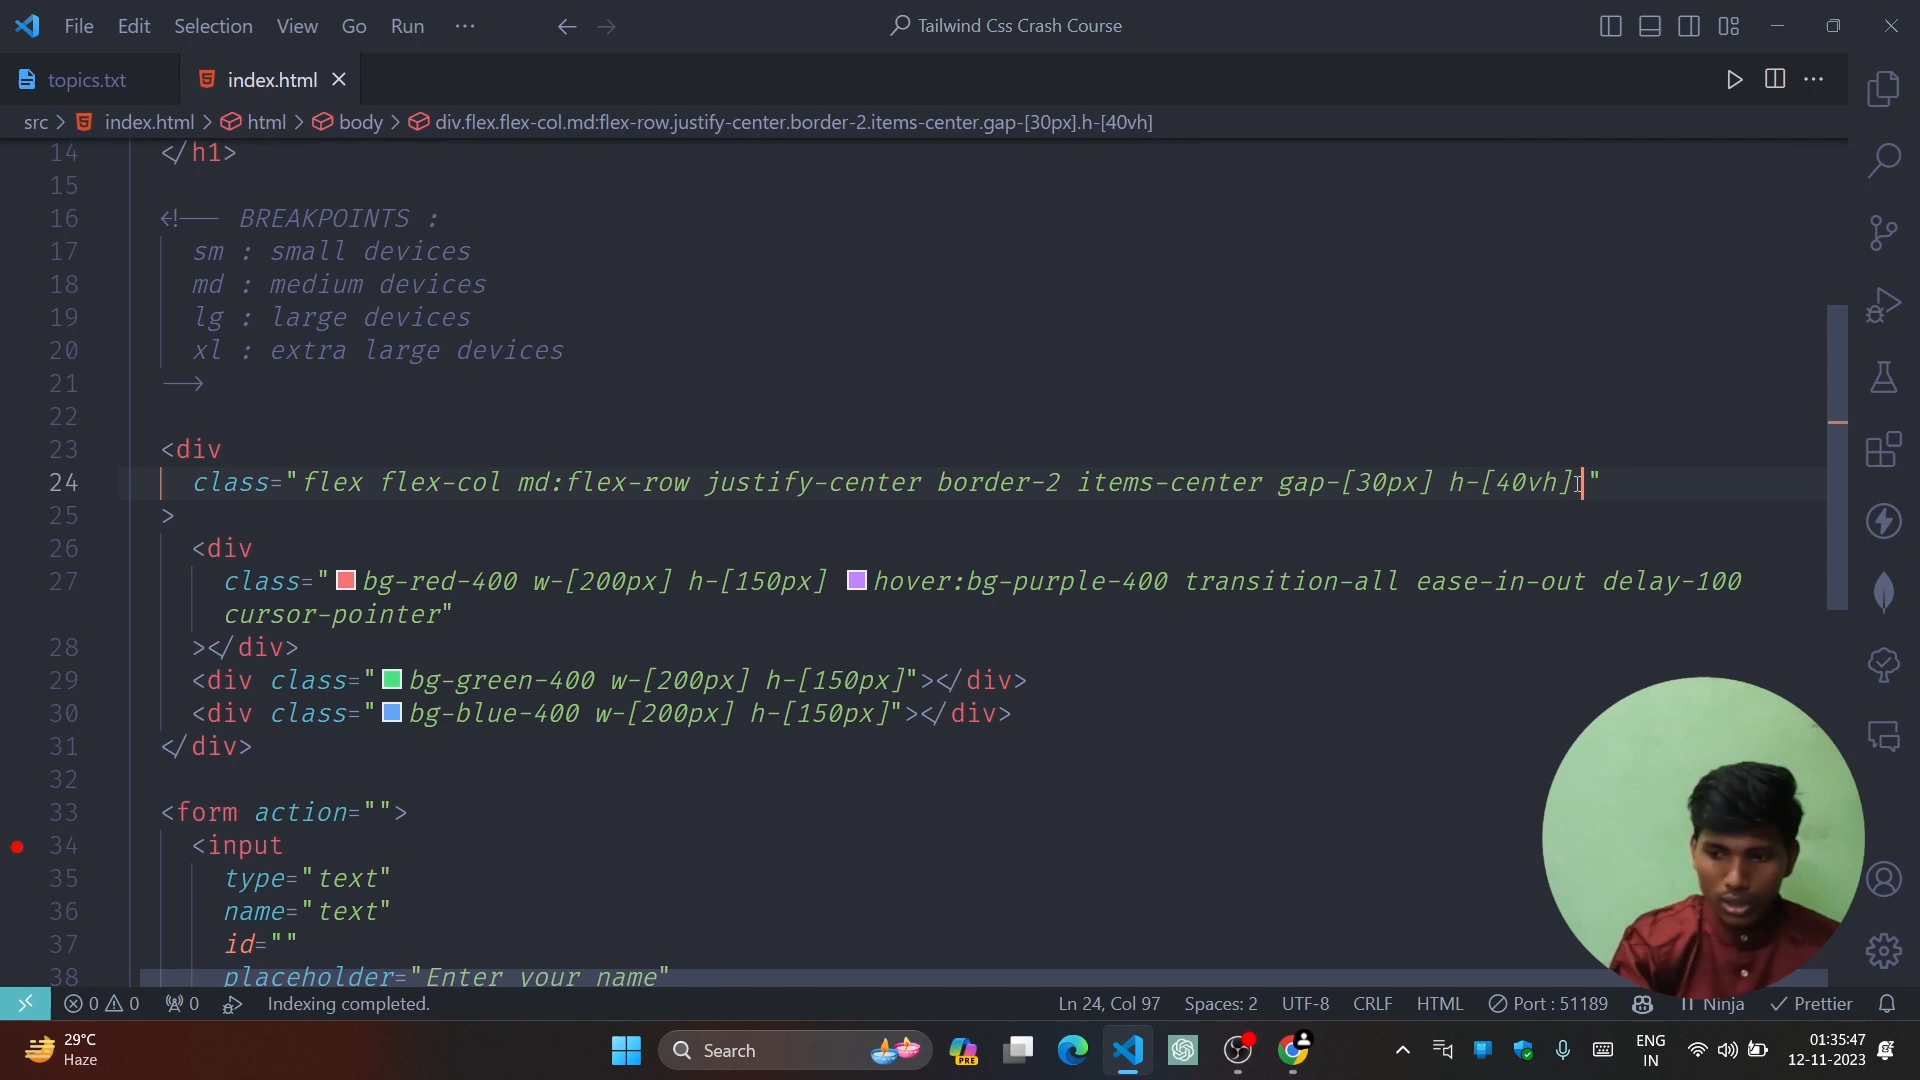 File Edit Selection View Go Run ··· Tailwind Css Crash Course
topics.txt index.html
src > index.html > html > body > div.flex.flex-col.md:flex-row.justify-center.border-2.items-center.gap-[30px].h-[40vh]
14 </h1>
15
16 <!-- BREAKPOINTS :
17 sm : small devices
18 md : medium devices
19 lg : large devices
20 xl : extra large devices
21 -->
22
23 <div
24 class="flex flex-col md:flex-row justify-center border-2 items-center gap-[30px] h-[40vh] "
25 >
26 <div
27 class="bg-red-400 w-[200px] h-[150px] hover:bg-purple-400 transition-all ease-in-out delay-100
cursor-pointer"
28 ></div>
29 <div class="bg-green-400 w-[200px] h-[150px]"></div>
30 <div class="bg-blue-400 w-[200px] h-[150px]"></div>
31 </div>
32
33 <form action="">
34 <input
35 type="text"
36 name="text"
37 id=""
38 placeholder="Enter your name"
0 0 0 Indexing completed. Ln 24, Col 97 Spaces: 2 UTF-8 CRLF HTML Port : 51189 Ninja Prettier
29°C
Haze
Search
PRE
ENG
IN
01:35:47
12-11-2023